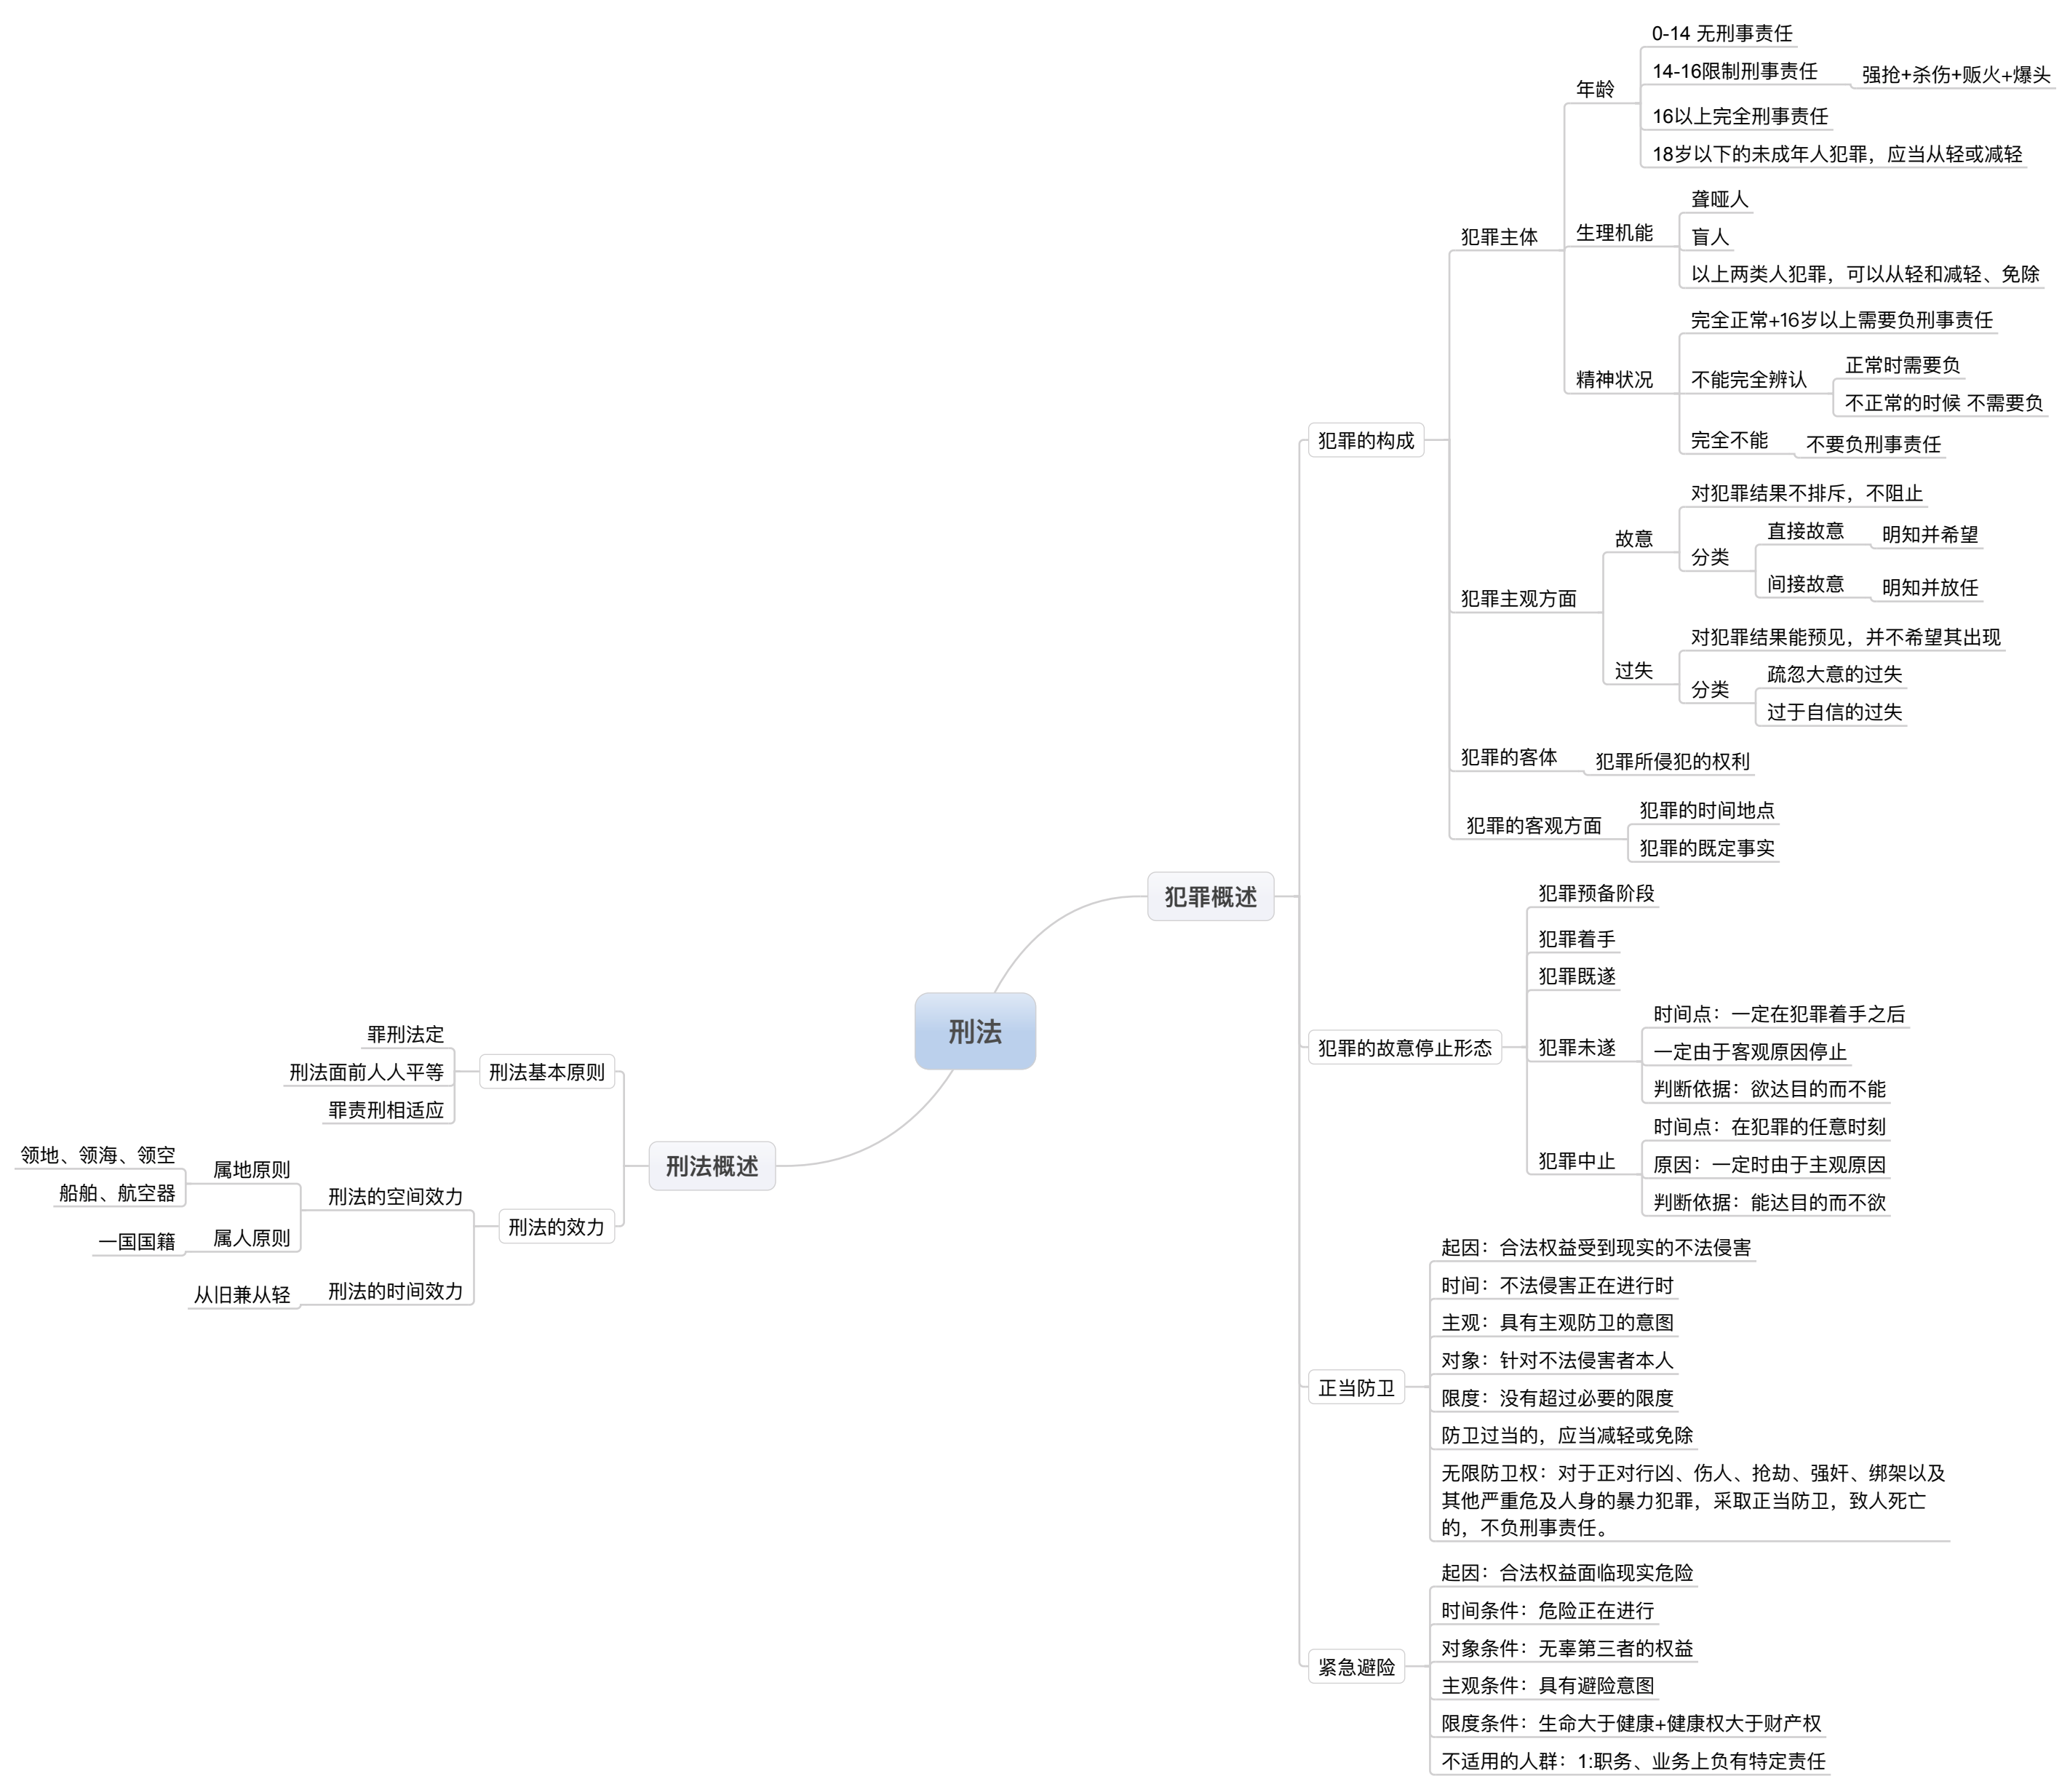 刑法
犯罪概述
犯罪的构成
犯罪主体
年龄
0-14 无刑事责任
14-16限制刑事责任
强抢+杀伤+贩火+爆头
16以上完全刑事责任
18岁以下的未成年人犯罪，应当从轻或减轻
生理机能
聋哑人
盲人
以上两类人犯罪，可以从轻和减轻、免除
精神状况
完全正常+16岁以上需要负刑事责任
不能完全辨认
正常时需要负
不正常的时候 不需要负
完全不能
不要负刑事责任
犯罪主观方面
故意
对犯罪结果不排斥，不阻止
分类
直接故意
明知并希望
间接故意
明知并放任
过失
对犯罪结果能预见，并不希望其出现
分类
疏忽大意的过失
过于自信的过失
犯罪的客体
犯罪所侵犯的权利
犯罪的客观方面
犯罪的时间地点
犯罪的既定事实
犯罪的故意停止形态
犯罪预备阶段
犯罪着手
犯罪既遂
犯罪未遂
时间点：一定在犯罪着手之后
一定由于客观原因停止
判断依据：欲达目的而不能
犯罪中止
时间点：在犯罪的任意时刻
原因：一定时由于主观原因
判断依据：能达目的而不欲
正当防卫
起因：合法权益受到现实的不法侵害
时间：不法侵害正在进行时
主观：具有主观防卫的意图
对象：针对不法侵害者本人
限度：没有超过必要的限度
防卫过当的，应当减轻或免除
无限防卫权：对于正对行凶、伤人、抢劫、强奸、绑架以及
其他严重危及人身的暴力犯罪，采取正当防卫，致人死亡
的，不负刑事责任。
紧急避险
起因：合法权益面临现实危险
时间条件：危险正在进行
对象条件：无辜第三者的权益
主观条件：具有避险意图
限度条件：生命大于健康+健康权大于财产权
不适用的人群：1:职务、业务上负有特定责任
刑法概述
刑法基本原则
罪刑法定
刑法面前人人平等
罪责刑相适应
刑法的效力
刑法的空间效力
属地原则
领地、领海、领空
船舶、航空器
属人原则
一国国籍
刑法的时间效力
从旧兼从轻